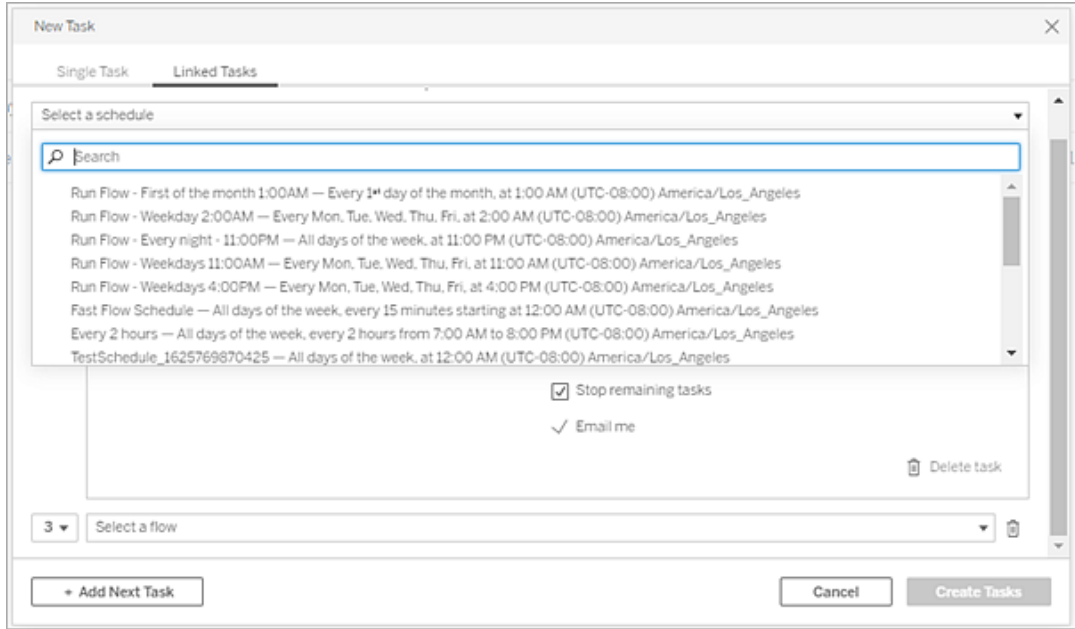 New Task
Single Task Linked Tasks
Select a schedule
Search
Run Flow - First of the month 1:00AM — Every 1st day of the month, at 1:00 AM (UTC-08:00) America/Los_Angeles
Run Flow - Weekday 2:00AM — Every Mon, Tue, Wed, Thu, Fri, at 2:00 AM (UTC-08:00) America/Los_Angeles
Run Flow - Every night - 11:00PM — All days of the week, at 11:00 PM (UTC-08:00) America/Los_Angeles
Run Flow - Weekdays 11:00AM — Every Mon, Tue, Wed, Thu, Fri, at 11:00 AM (UTC-08:00) America/Los_Angeles
Run Flow - Weekdays 4:00PM — Every Mon, Tue, Wed, Thu, Fri, at 4:00 PM (UTC-08:00) America/Los_Angeles
Fast Flow Schedule — All days of the week, every 15 minutes starting at 12:00 AM (UTC-08:00) America/Los_Angeles
Every 2 hours — All days of the week, every 2 hours from 7:00 AM to 8:00 PM (UTC-08:00) America/Los_Angeles
TestSchedule_1625769870425 — All days of the week, at 12:00 AM (UTC-08:00) America/Los_Angeles
Stop remaining tasks
Email me
Delete task
3 Select a flow
+ Add Next Task Cancel Create Tasks